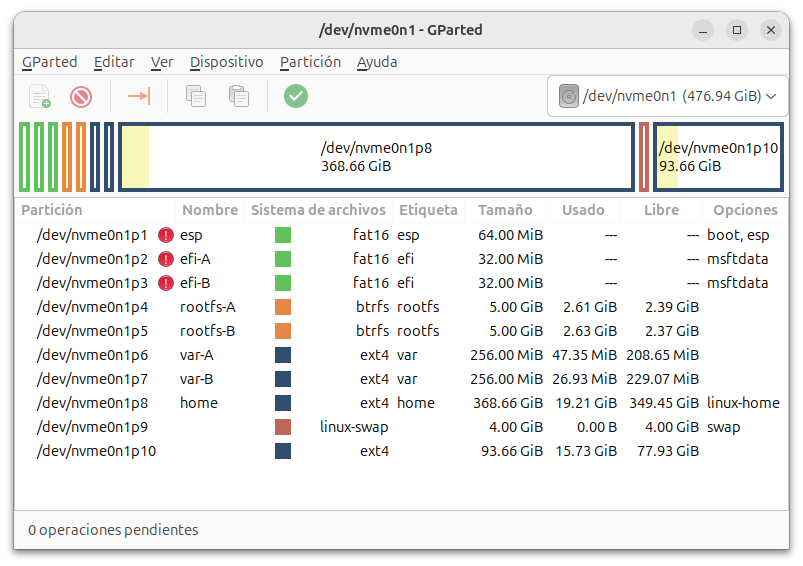 /dev/nvme0n1 - GParted
GParted Editar Ver Dispositivo Partición Ayuda
/dev/nvme0n1 (476.94 GiB)
/dev/nvme0n1p8
368.66 GiB
/dev/nvme0n1p10
93.66 GiB
Partición Nombre Sistema de archivos Etiqueta Tamaño Usado Libre Opciones
/dev/nvme0n1p1 esp fat16 esp 64.00 MiB --- --- boot, esp
/dev/nvme0n1p2 efi-A fat16 efi 32.00 MiB --- --- msftdata
/dev/nvme0n1p3 efi-B fat16 efi 32.00 MiB --- --- msftdata
/dev/nvme0n1p4 rootfs-A btrfs rootfs 5.00 GiB 2.61 GiB 2.39 GiB
/dev/nvme0n1p5 rootfs-B btrfs rootfs 5.00 GiB 2.63 GiB 2.37 GiB
/dev/nvme0n1p6 var-A ext4 var 256.00 MiB 47.35 MiB 208.65 MiB
/dev/nvme0n1p7 var-B ext4 var 256.00 MiB 26.93 MiB 229.07 MiB
/dev/nvme0n1p8 home ext4 home 368.66 GiB 19.21 GiB 349.45 GiB linux-home
/dev/nvme0n1p9 linux-swap 4.00 GiB 0.00 B 4.00 GiB swap
/dev/nvme0n1p10 ext4 93.66 GiB 15.73 GiB 77.93 GiB
0 operaciones pendientes